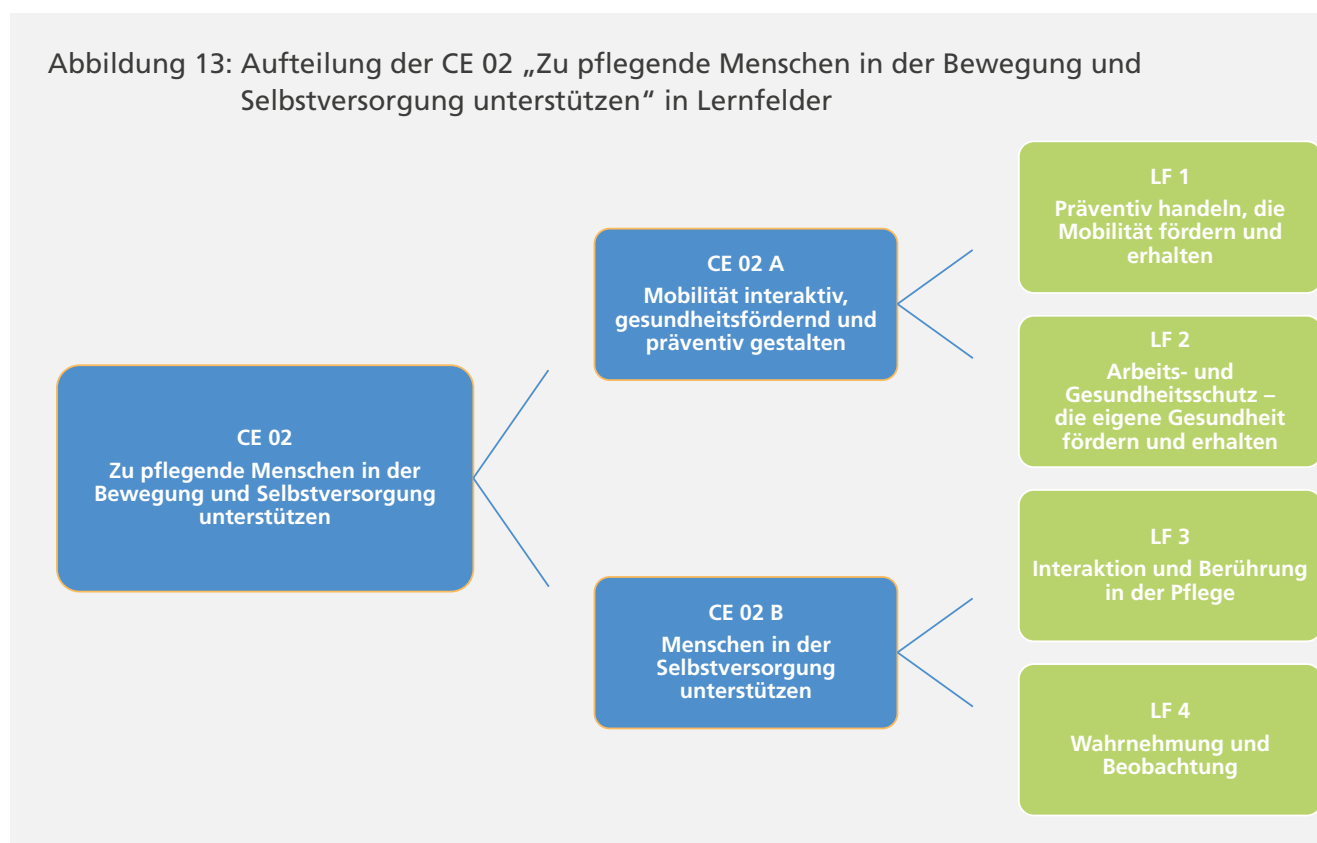 Abbildung 13: Aufteilung der CE 02 „Zu pflegende Menschen in der Bewegung und
Selbstversorgung unterstützen“ in Lernfelder
CE 02
Zu pflegende Menschen in der
Bewegung und Selbstversorgung
unterstützen
CE 02 A
Mobilität interaktiv,
gesundheitsfördernd und
präventiv gestalten
CE 02 B
Menschen in der
Selbstversorgung
unterstützen
LF 1
Präventiv handeln, die
Mobilität fördern und
erhalten
LF 2
Arbeits- und
Gesundheitsschutz –
die eigene Gesundheit
fördern und erhalten
LF 3
Interaktion und Berührung
in der Pflege
LF 4
Wahrnehmung und
Beobachtung